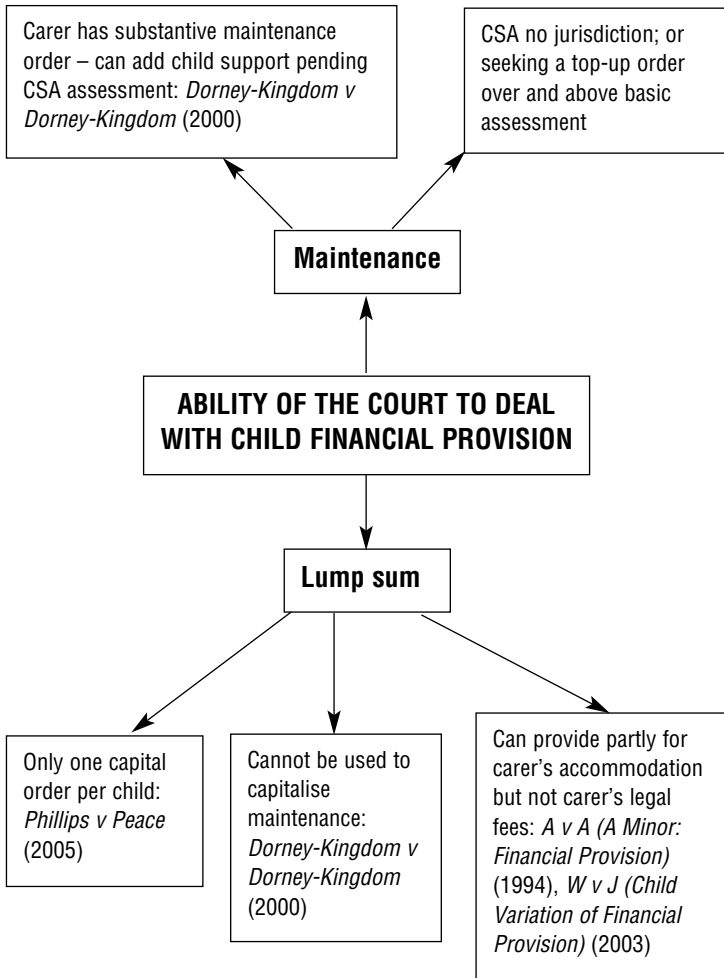 Carer has substantive maintenance
order – can add child support pending
CSA assessment: Dorney-Kingdom v
Dorney-Kingdom (2000)
CSA no jurisdiction; or
seeking a top-up order
over and above basic
assessment
Maintenance
ABILITY OF THE COURT TO DEAL
WITH CHILD FINANCIAL PROVISION
Lump sum
Only one capital
order per child:
Phillips v Peace
(2005)
Cannot be used to
capitalise
maintenance:
Dorney-Kingdom v
Dorney-Kingdom
(2000)
Can provide partly for
carer’s accommodation
but not carer’s legal
fees: A v A (A Minor:
Financial Provision)
(1994), W v J (Child
Variation of Financial
Provision) (2003)